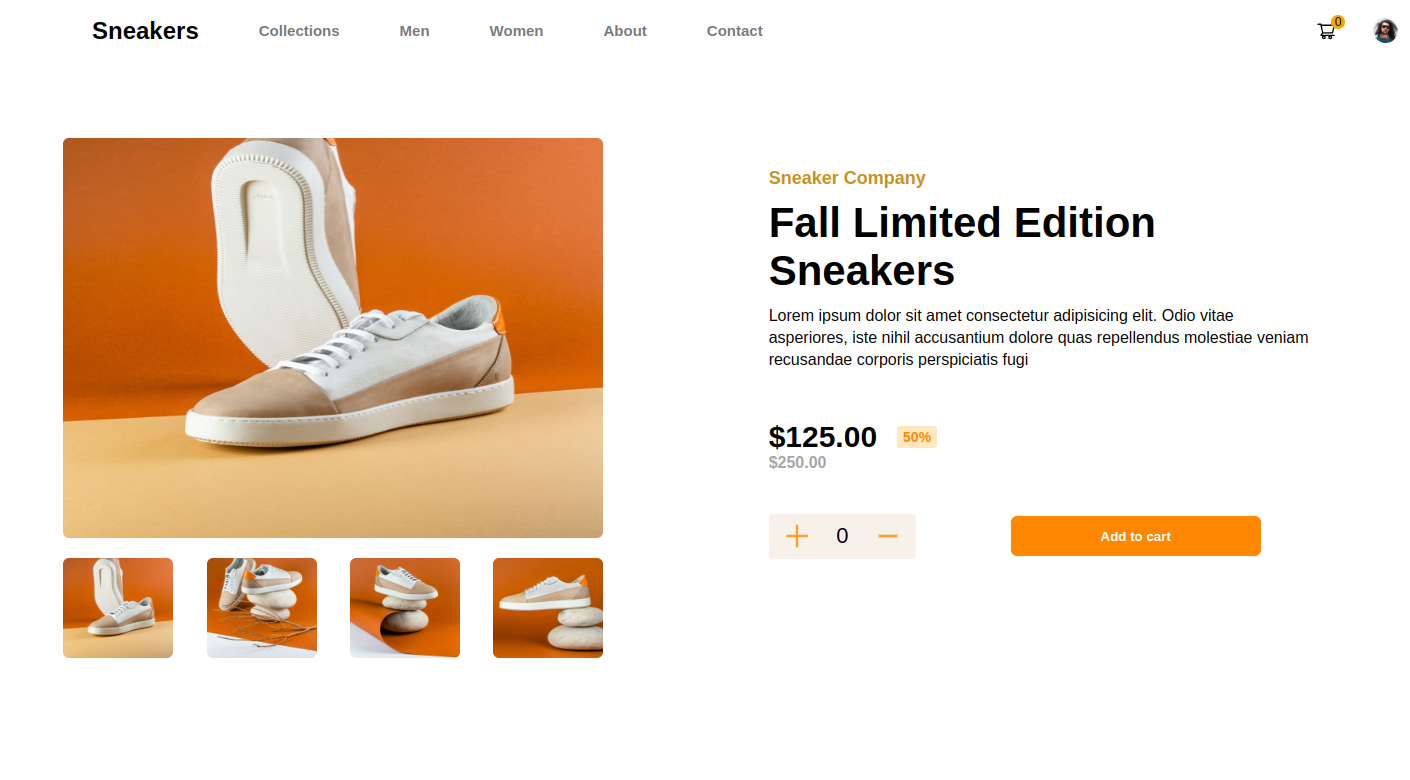 Sneakers Collections Men Women About Contact 0
Sneaker Company
Fall Limited Edition
Sneakers
Lorem ipsum dolor sit amet consectetur adipisicing elit. Odio vitae
asperiores, iste nihil accusantium dolore quas repellendus molestiae veniam
recusandae corporis perspiciatis fugi
$125.00 50%
$250.00
0 Add to cart